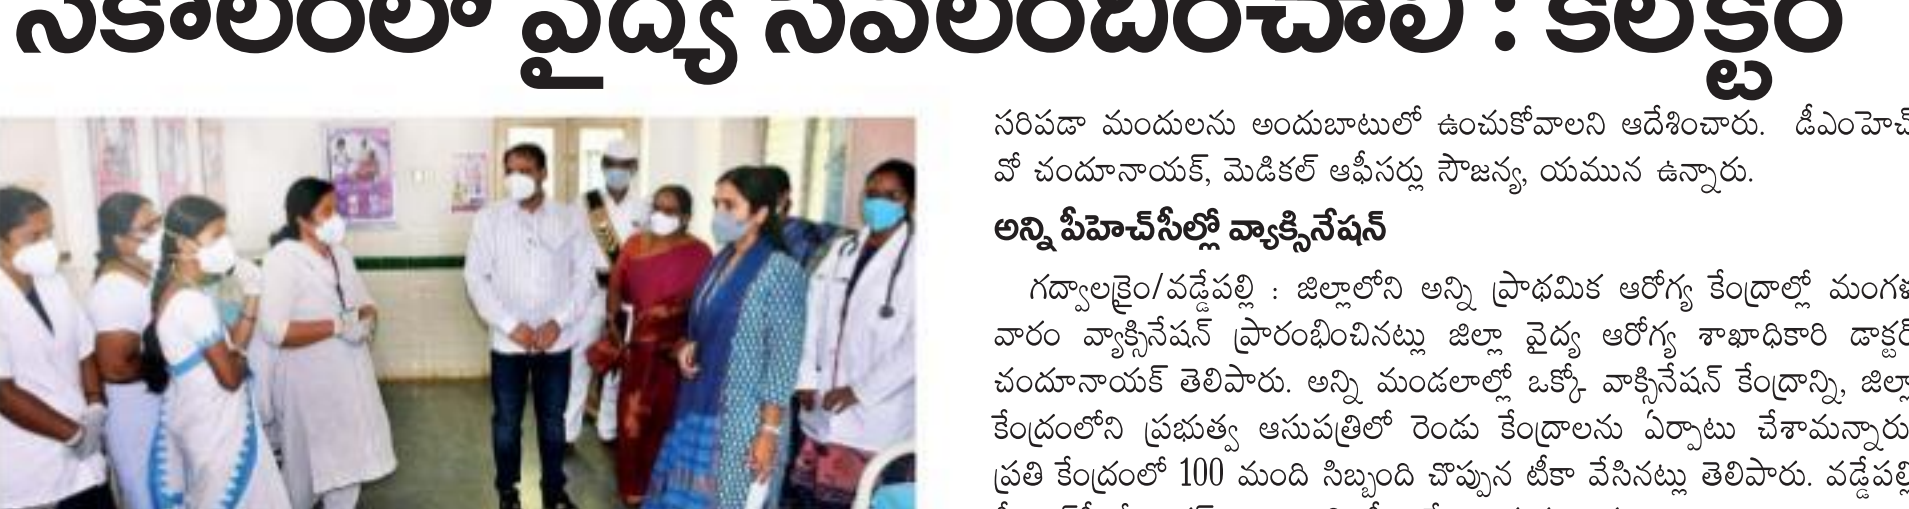 సకాలంలో వైద్య సేవలందించాలి : కలెక్టర్
సరిపడా మందులను అందుబాటులో ఉంచుకోవాలని ఆదేశించారు. డీఎంహెచ్
వో చందూనాయక్, మెడికల్ ఆఫీసర్లు సౌజన్య, యమున ఉన్నారు.
అన్ని పీహెచ్‌సీల్లో వ్యాక్సినేషన్
గద్వాలక్రైం/వడ్డేపల్లి : జిల్లాలోని అన్ని ప్రాథమిక ఆరోగ్య కేంద్రాల్లో మంగళ
వారం వ్యాక్సినేషన్ ప్రారంభించినట్లు జిల్లా వైద్య ఆరోగ్య శాఖాధికారి డాక్టర్
చందూనాయక్ తెలిపారు. అన్ని మండలాల్లో ఒక్కో వాక్సినేషన్ కేంద్రాన్ని, జిల్లా
కేంద్రంలోని ప్రభుత్వ ఆసుపత్రిలో రెండు కేంద్రాలను ఏర్పాటు చేశామన్నారు
ప్రతి కేంద్రంలో 100 మంది సిబ్బంది చొప్పున టీకా వేసినట్లు తెలిపారు. వడ్డేపల్లి